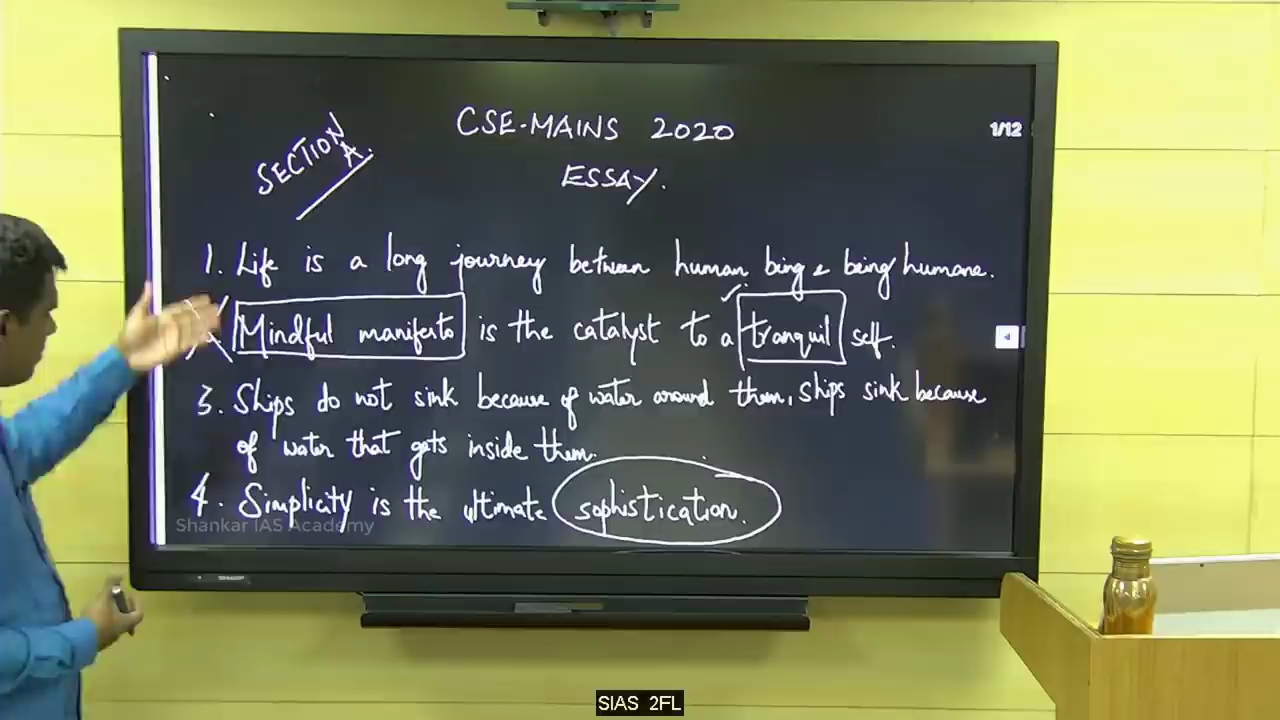 CSE-MAINS 2020
1/12
SECTION A.
ESSAY.
1. Life is a long journey between human bing & being humane.
Mindful manifesto is the catalyst to a tranquil self.
3. Ships do not sink because of water around them, ships sink because
of water that gets inside them.
4. Simplicity is the ultimate sophistication.
Shankar IAS Academy
SHARP
SIAS 2FL